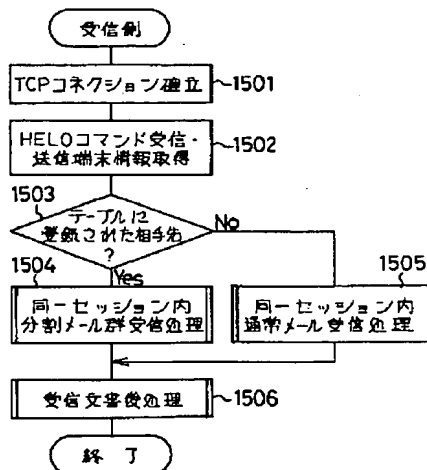 受信側
TCPコネクション確立
1501
HELOコマンド受信・
送信端末情報取得
1502
1503
テーブルに
登録された相手先
?
No
Yes
1504
同一セッション内
分割メール群受信処理
1505
同一セッション内
通常メール受信処理
受信文書後処理
1506
終了